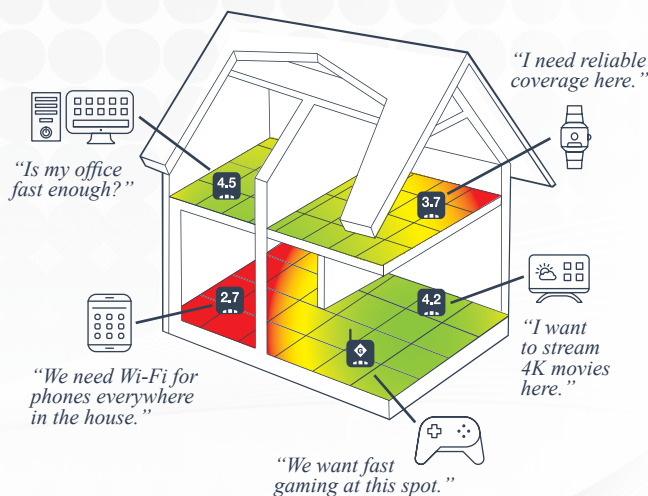 “I need reliable
coverage here.”
“Is my office
fast enough?”
4.5
3.7
2.7
4.2
G
“We need Wi-Fi for
phones everywhere
in the house.”
“I want
to stream
4K movies
here.”
“We want fast
gaming at this spot.”